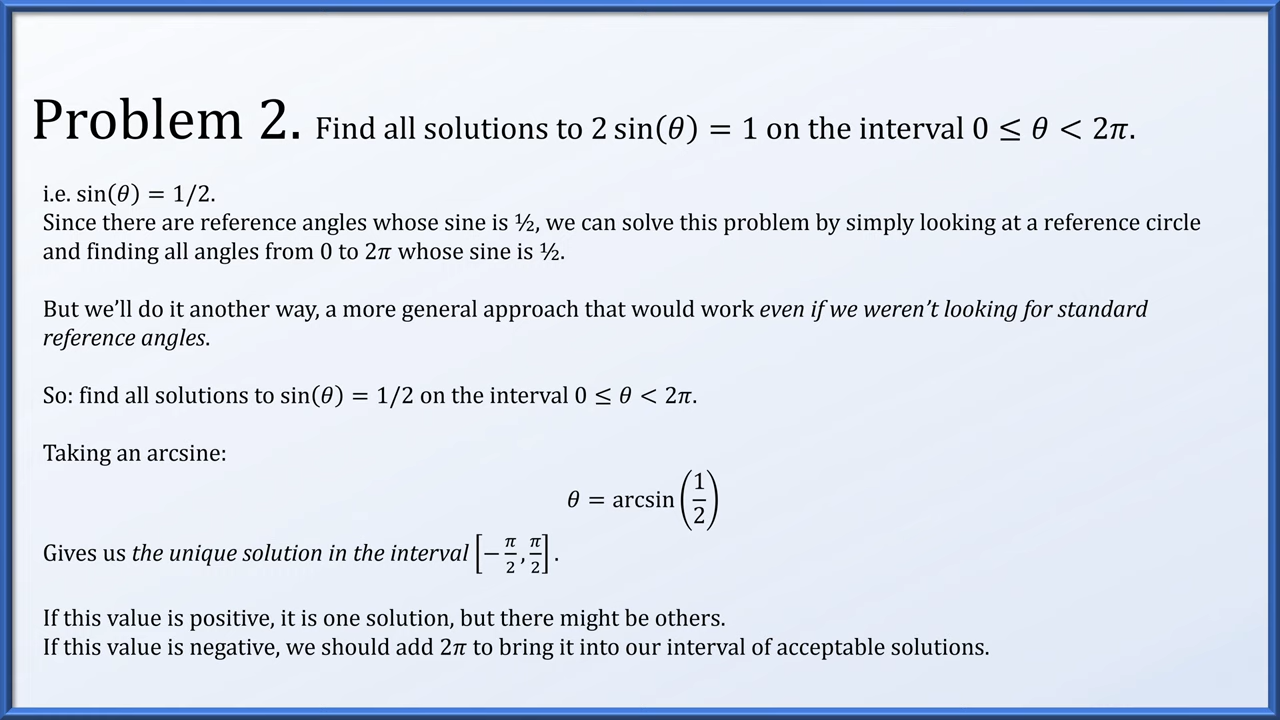 Problem 2. Find all solutions to 2 sin(θ) = 1 on the interval 0 ≤ θ < 2π.
i.e. sin(θ) = 1/2.
Since there are reference angles whose sine is ½, we can solve this problem by simply looking at a reference circle
and finding all angles from 0 to 2π whose sine is ½.
But we’ll do it another way, a more general approach that would work even if we weren’t looking for standard
reference angles.
So: find all solutions to sin(θ) = 1/2 on the interval 0 ≤ θ < 2π.
Taking an arcsine:
θ = arcsin(1/2)
Gives us the unique solution in the interval [−π/2, π/2].
If this value is positive, it is one solution, but there might be others.
If this value is negative, we should add 2π to bring it into our interval of acceptable solutions.